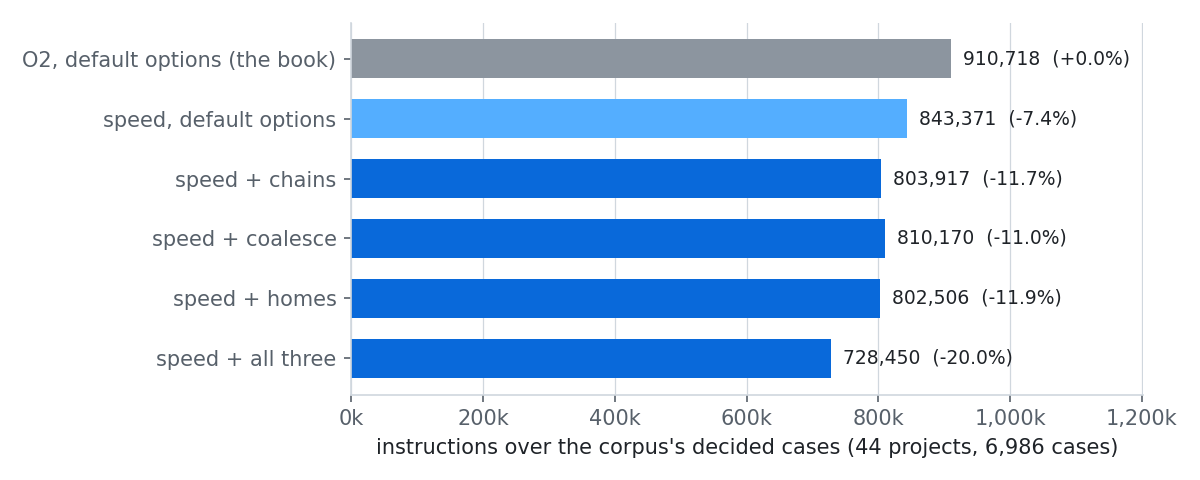 O2, default options (the book) 910,718 (+0.0%)
speed, default options 843,371 (-7.4%)
speed + chains 803,917 (-11.7%)
speed + coalesce 810,170 (-11.0%)
speed + homes 802,506 (-11.9%)
speed + all three 728,450 (-20.0%)
0k 200k 400k 600k 800k 1,000k 1,200k
instructions over the corpus's decided cases (44 projects, 6,986 cases)